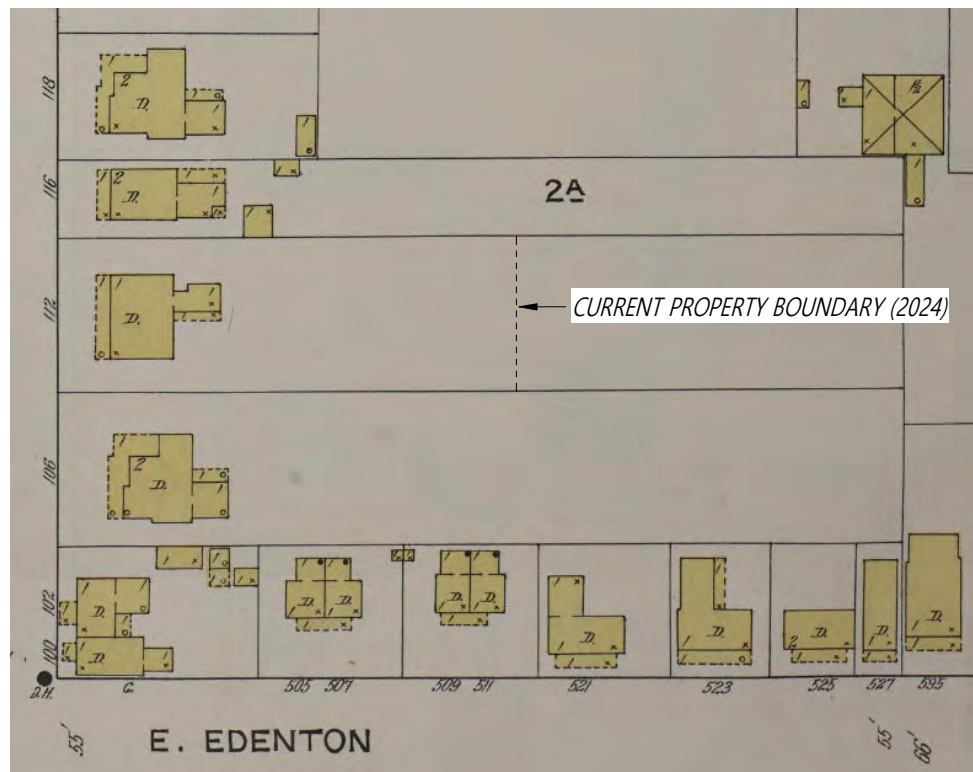 118
2
D.
1½
116
2
D.
2A
112
D.
CURRENT PROPERTY BOUNDARY (2024)
106
2
D.
102
D.
D.
D.
D.
D.
D.
D.
2
D.
D.
D.
100
D.
D.H.
G.
505 507
509 511
521
523
525
527
595
55'
E. EDENTON
55'
66'